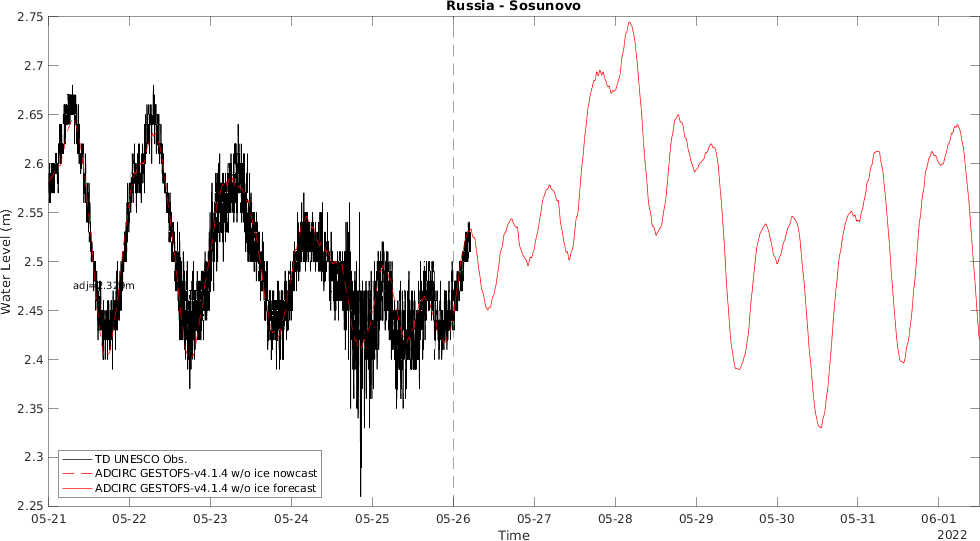 Russia - Sosunovo
2.75
2.7
2.65
2.6
2.55
2.5
2.45
2.4
2.35
2.3
2.25
Water Level (m)
TD UNESCO Obs.
ADCIRC GESTOFS-v4.1.4 w/o ice nowcast
ADCIRC GESTOFS-v4.1.4 w/o ice forecast
05-21 05-22 05-23 05-24 05-25 05-26 05-27 05-28 05-29 05-30 05-31 06-01
Time
2022